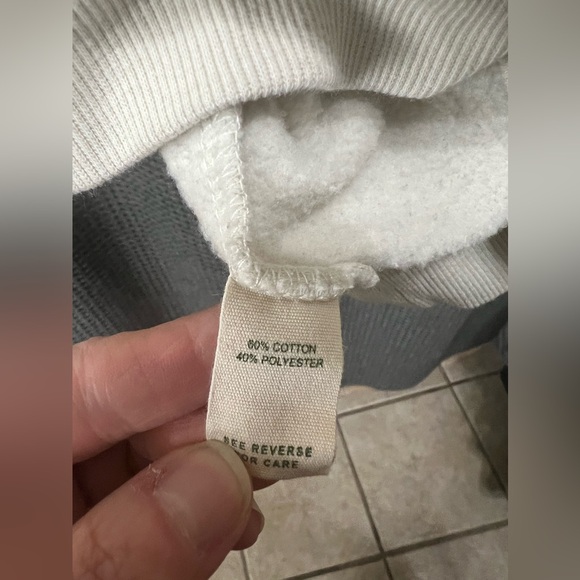 60% COTTON
40% POLYESTER
SEE REVERSE
FOR CARE